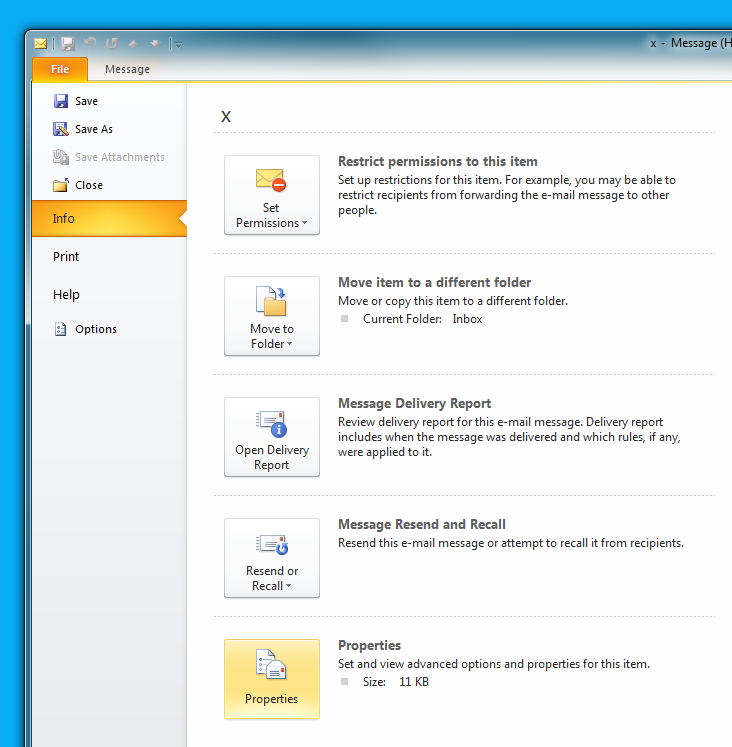 x - Message (H
File
Message
Save
Save As
Save Attachments
Close
Info
Print
Help
Options
x
Set
Permissions
Restrict permissions to this item
Set up restrictions for this item. For example, you may be able to
restrict recipients from forwarding the e-mail message to other
people.
Move to
Folder
Move item to a different folder
Move or copy this item to a different folder.
Current Folder: Inbox
Open Delivery
Report
Message Delivery Report
Review delivery report for this e-mail message. Delivery report
includes when the message was delivered and which rules, if any,
were applied to it.
Resend or
Recall
Message Resend and Recall
Resend this e-mail message or attempt to recall it from recipients.
Properties
Properties
Set and view advanced options and properties for this item.
Size: 11 KB